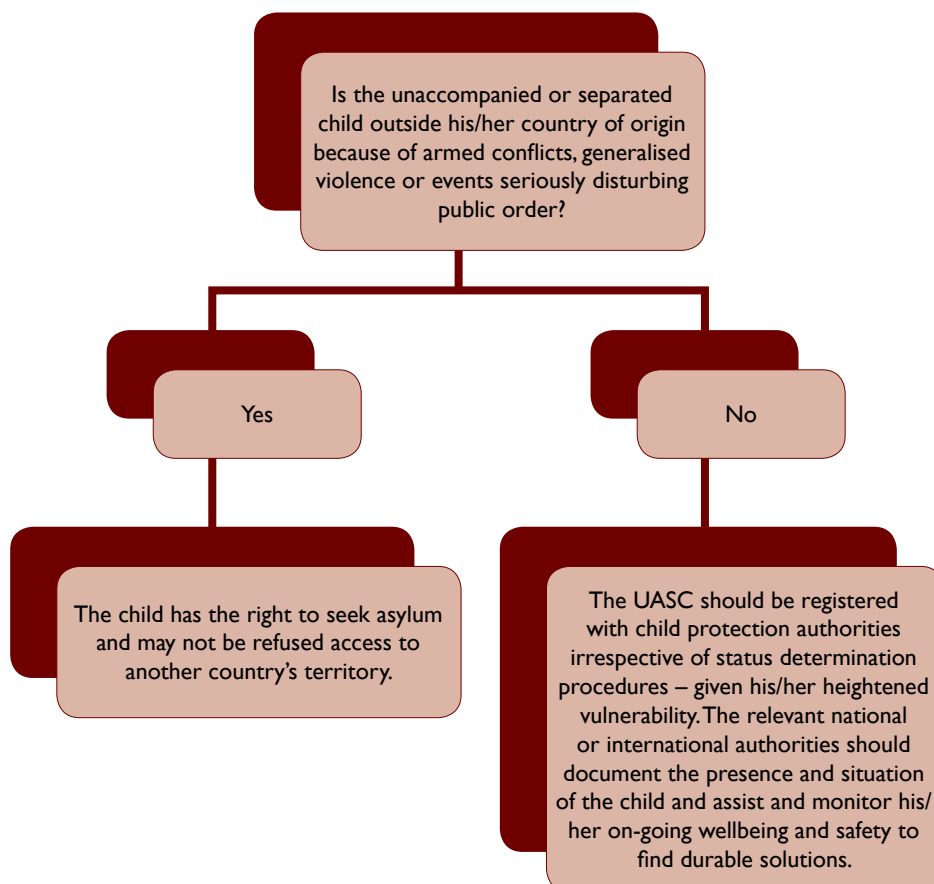 Is the unaccompanied or separated
child outside his/her country of origin
because of armed conflicts, generalised
violence or events seriously disturbing
public order?
Yes
No
The child has the right to seek asylum
and may not be refused access to
another country’s territory.
The UASC should be registered
with child protection authorities
irrespective of status determination
procedures – given his/her heightened
vulnerability. The relevant national
or international authorities should
document the presence and situation
of the child and assist and monitor his/
her on-going wellbeing and safety to
find durable solutions.